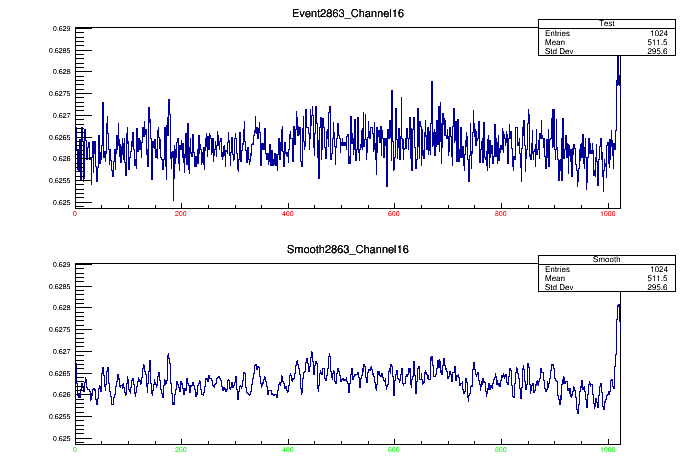 Event2863_Channel16
Test
Entries 1024
Mean 511.5
Std Dev 295.6
0.629
0.6285
0.628
0.6275
0.627
0.6265
0.626
0.6255
0.625
0 200 400 600 800 1000
Smooth2863_Channel16
Smooth
Entries 1024
Mean 511.5
Std Dev 295.6
0.629
0.6285
0.628
0.6275
0.627
0.6265
0.626
0.6255
0.625
0 200 400 600 800 1000